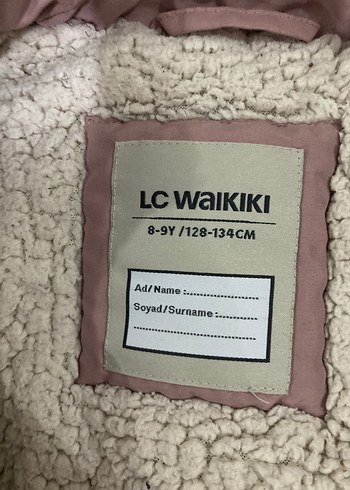 LC WAIKIKI
8-9Y /128-134CM
Ad/Name :......................
Soyad/Surname :............
......................................